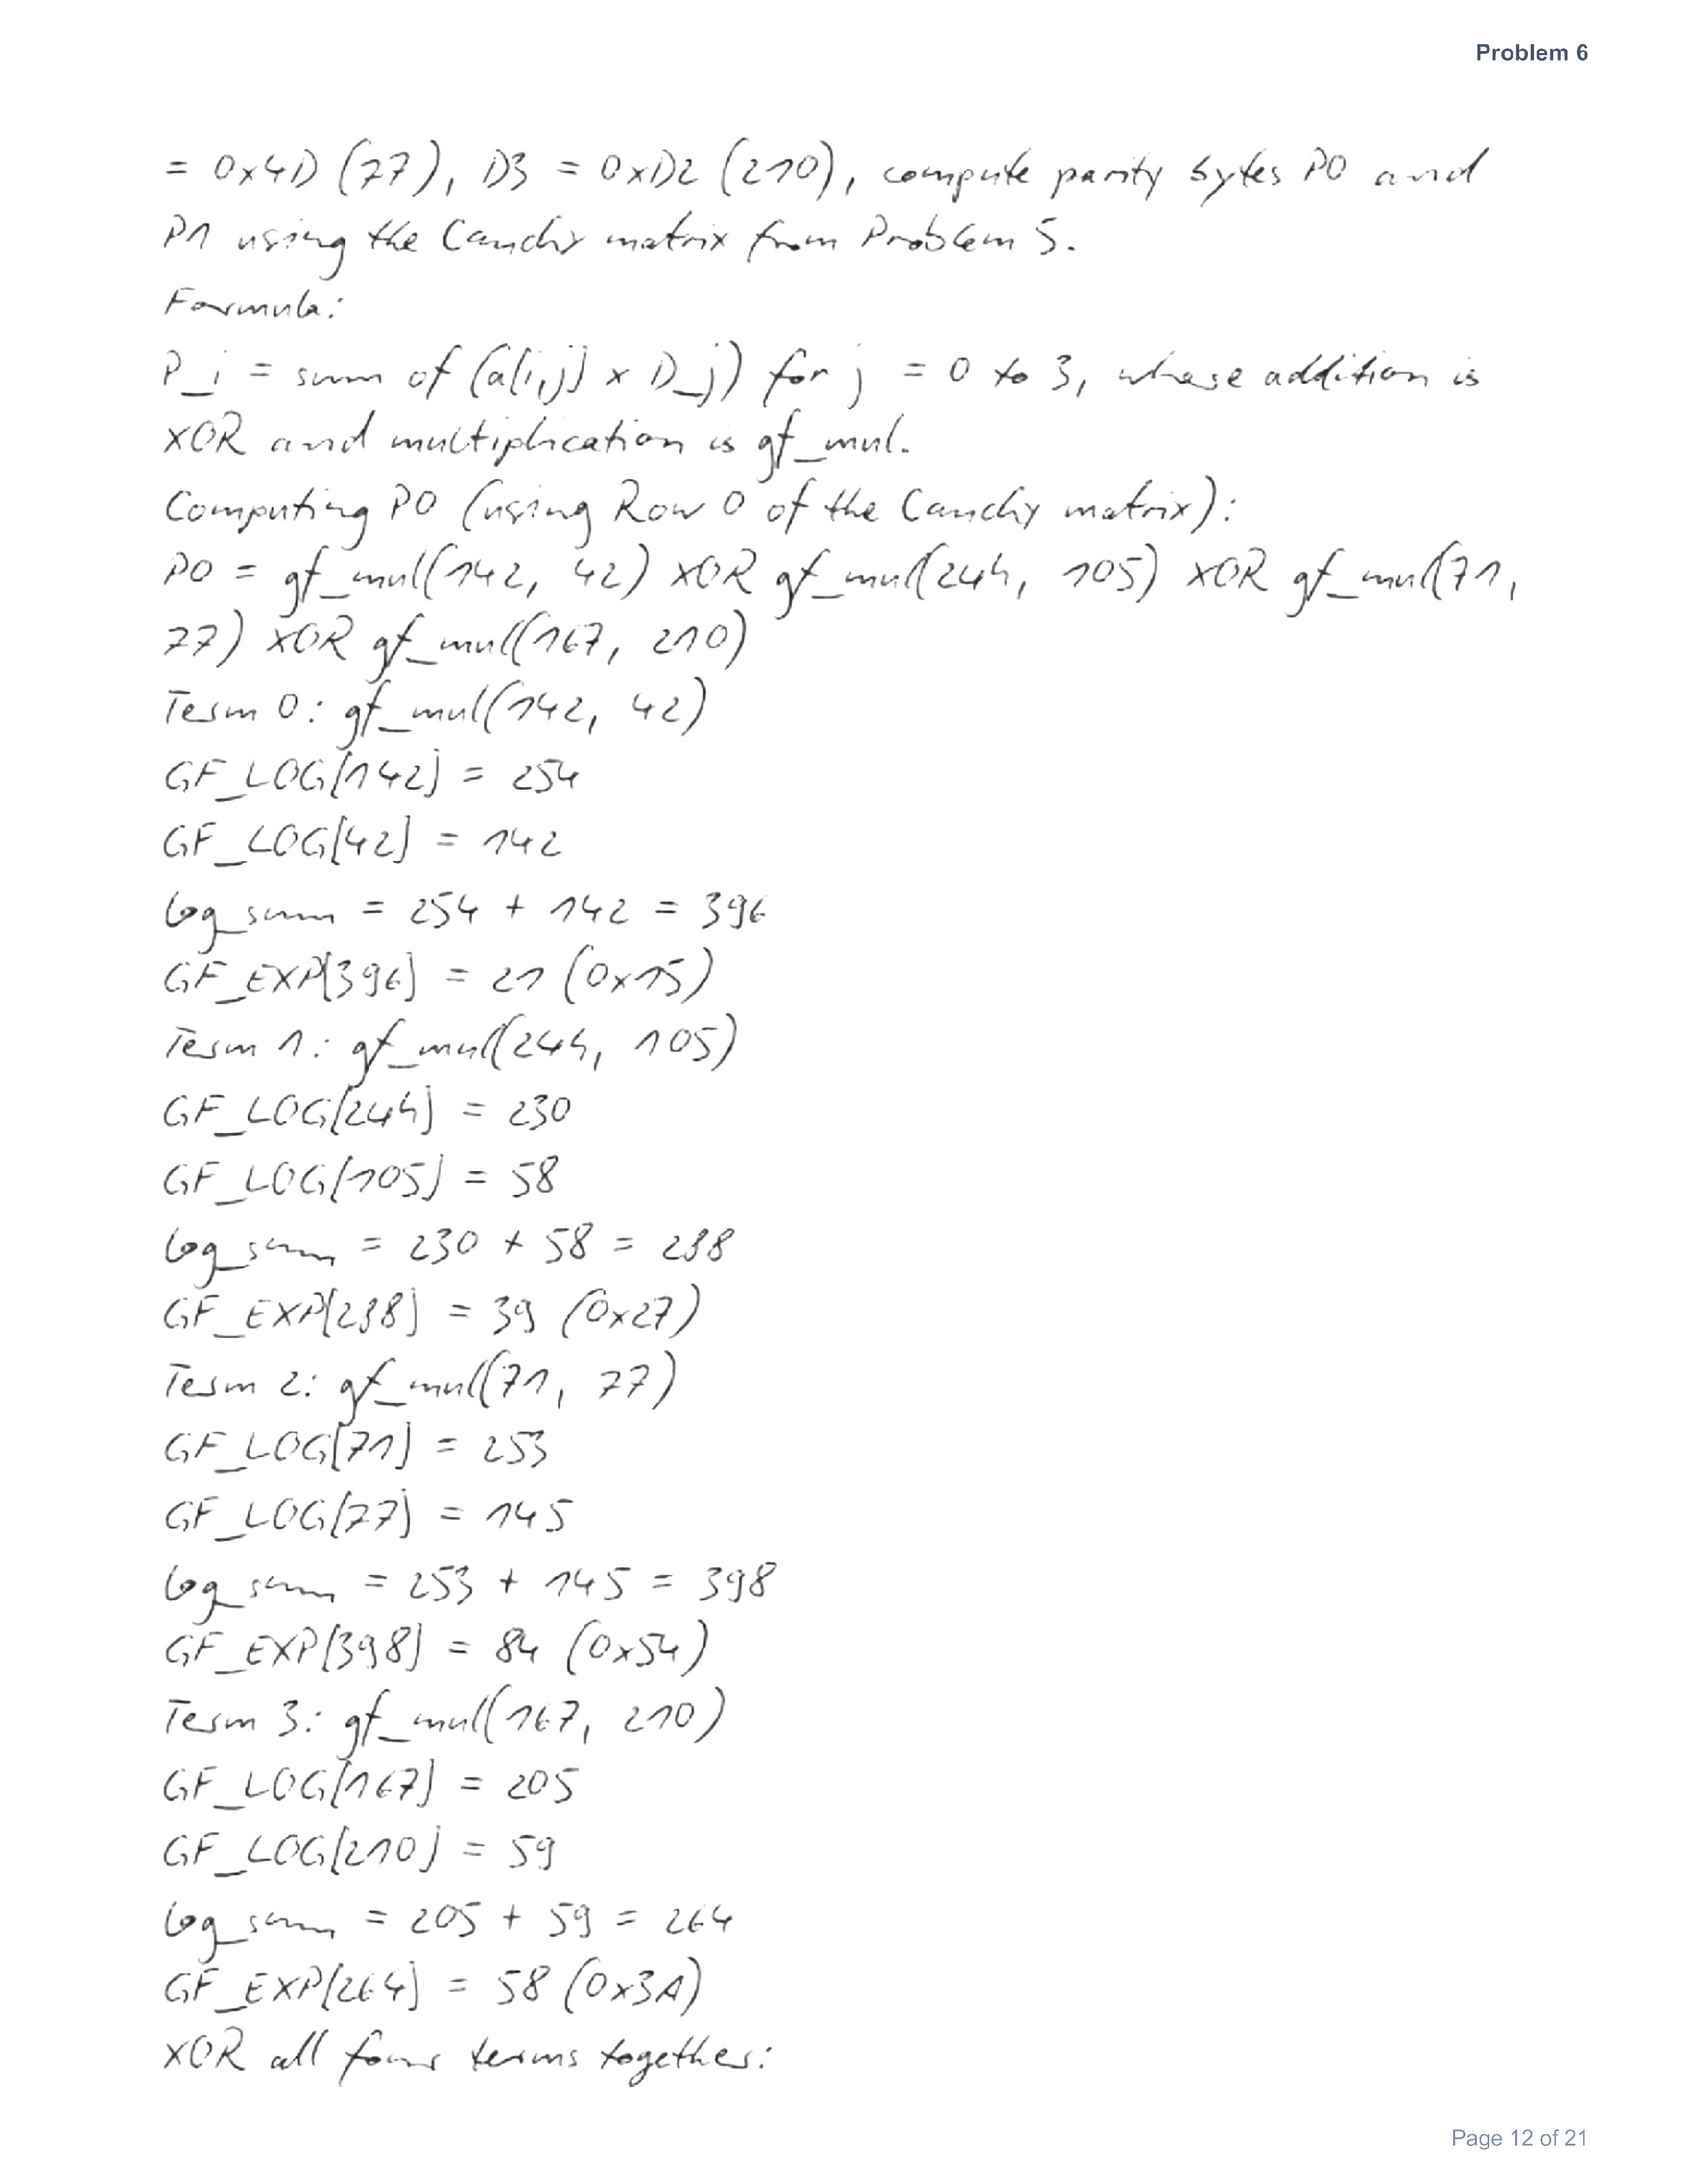 Problem 6
= 0x4D (77), D3 = 0xD2 (210), compute parity bytes P0 and
P1 using the Cauchy matrix from Problem 5.
Formula:
P_i = sum of (a[i,j] x D_j) for j = 0 to 3, where addition is
XOR and multiplication is gf_mul.
Computing P0 (using Row 0 of the Cauchy matrix):
P0 = gf_mul(142, 42) XOR gf_mul(244, 105) XOR gf_mul(71,
77) XOR gf_mul(167, 210)
Term 0: gf_mul(142, 42)
GF_LOG[142] = 254
GF_LOG[42] = 142
log_sum = 254 + 142 = 396
GF_EXP[396] = 21 (0x15)
Term 1: gf_mul(244, 105)
GF_LOG[244] = 230
GF_LOG[105] = 58
log_sum = 230 + 58 = 288
GF_EXP[288] = 39 (0x27)
Term 2: gf_mul(71, 77)
GF_LOG[71] = 253
GF_LOG[77] = 145
log_sum = 253 + 145 = 398
GF_EXP[398] = 84 (0x54)
Term 3: gf_mul(167, 210)
GF_LOG[167] = 205
GF_LOG[210] = 59
log_sum = 205 + 59 = 264
GF_EXP[264] = 58 (0x3A)
XOR all four terms together:
Page 12 of 21